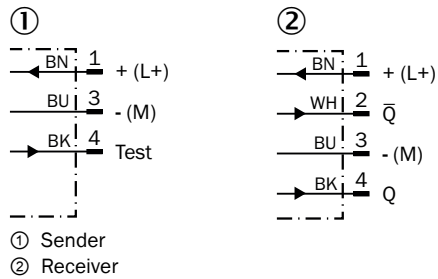 ① ②
BN 1 + (L+)
BU 3 - (M)
BK 4 Test
BN 1 + (L+)
WH 2 Q̅
BU 3 - (M)
BK 4 Q
① Sender
② Receiver